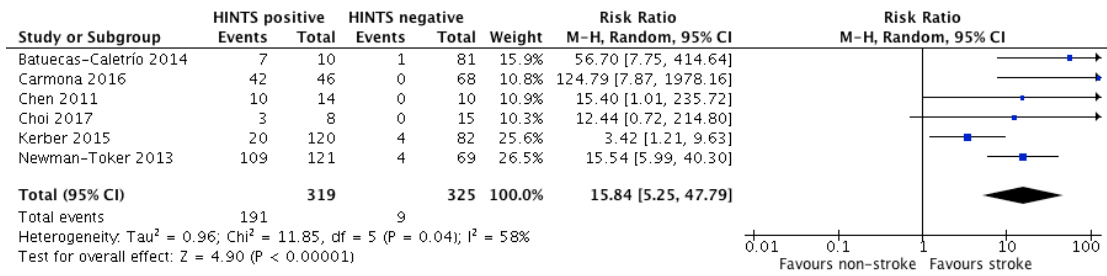 HINTS positive HINTS negative Risk Ratio Risk Ratio
Study or Subgroup Events Total Events Total Weight M-H, Random, 95% CI M-H, Random, 95% CI
Batuecas-Caletrío 2014 7 10 1 81 15.9% 56.70 [7.75, 414.64]
Carmona 2016 42 46 0 68 10.8% 124.79 [7.87, 1978.16]
Chen 2011 10 14 0 10 10.9% 15.40 [1.01, 235.72]
Choi 2017 3 8 0 15 10.3% 12.44 [0.72, 214.80]
Kerber 2015 20 120 4 82 25.6% 3.42 [1.21, 9.63]
Newman-Toker 2013 109 121 4 69 26.5% 15.54 [5.99, 40.30]
Total (95% CI) 319 325 100.0% 15.84 [5.25, 47.79]
Total events 191 9
Heterogeneity: Tau² = 0.96; Chi² = 11.85, df = 5 (P = 0.04); I² = 58%
Test for overall effect: Z = 4.90 (P < 0.00001)
0.01 0.1 1 10 100
Favours non-stroke Favours stroke